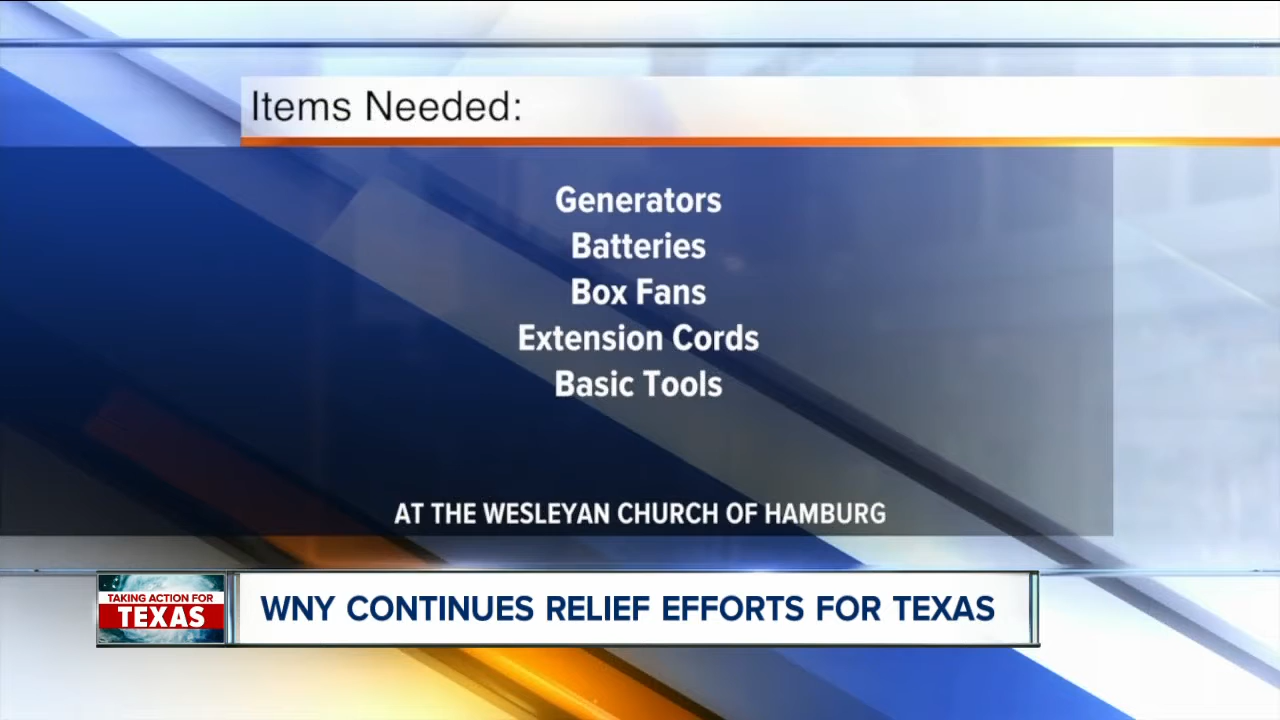 Items Needed:
Generators
Batteries
Box Fans
Extension Cords
Basic Tools
AT THE WESLEYAN CHURCH OF HAMBURG
TAKING ACTION FOR
TEXAS
WNY CONTINUES RELIEF EFFORTS FOR TEXAS